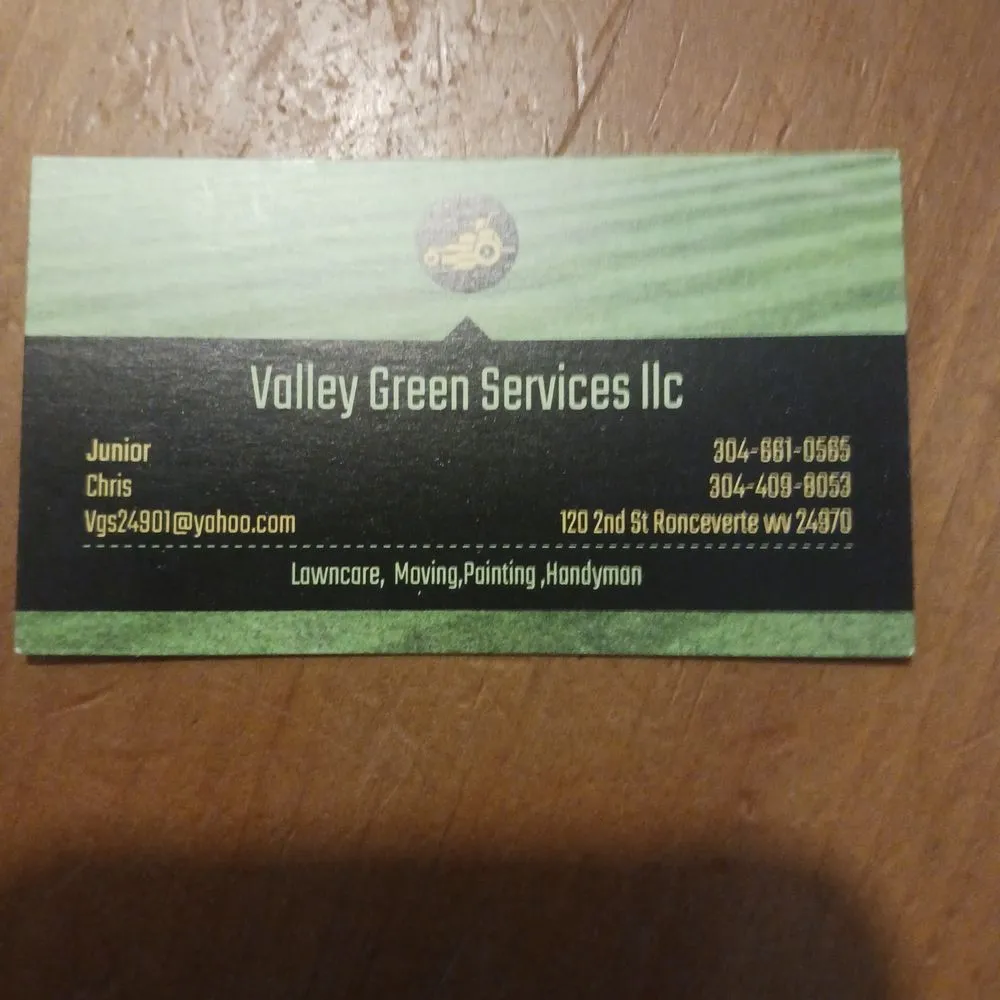 Valley Green Services llc
Junior 304-661-0565
Chris 304-409-8053
Vgs24901@yahoo.com 120 2nd St Ronceverte wv 24970
Lawncare, Moving,Painting ,Handyman